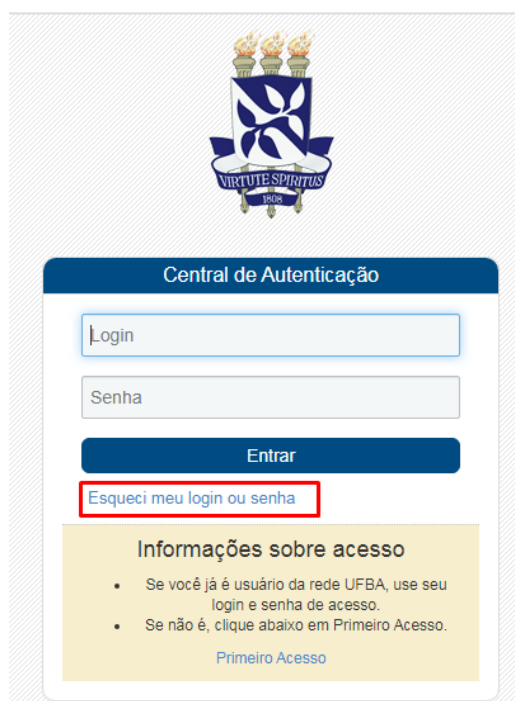 VIRTUTE SPIRITUS
1808
Central de Autenticação
Login
Senha
Entrar
Esqueci meu login ou senha
Informações sobre acesso
• Se você já é usuário da rede UFBA, use seu
login e senha de acesso.
• Se não é, clique abaixo em Primeiro Acesso.
Primeiro Acesso